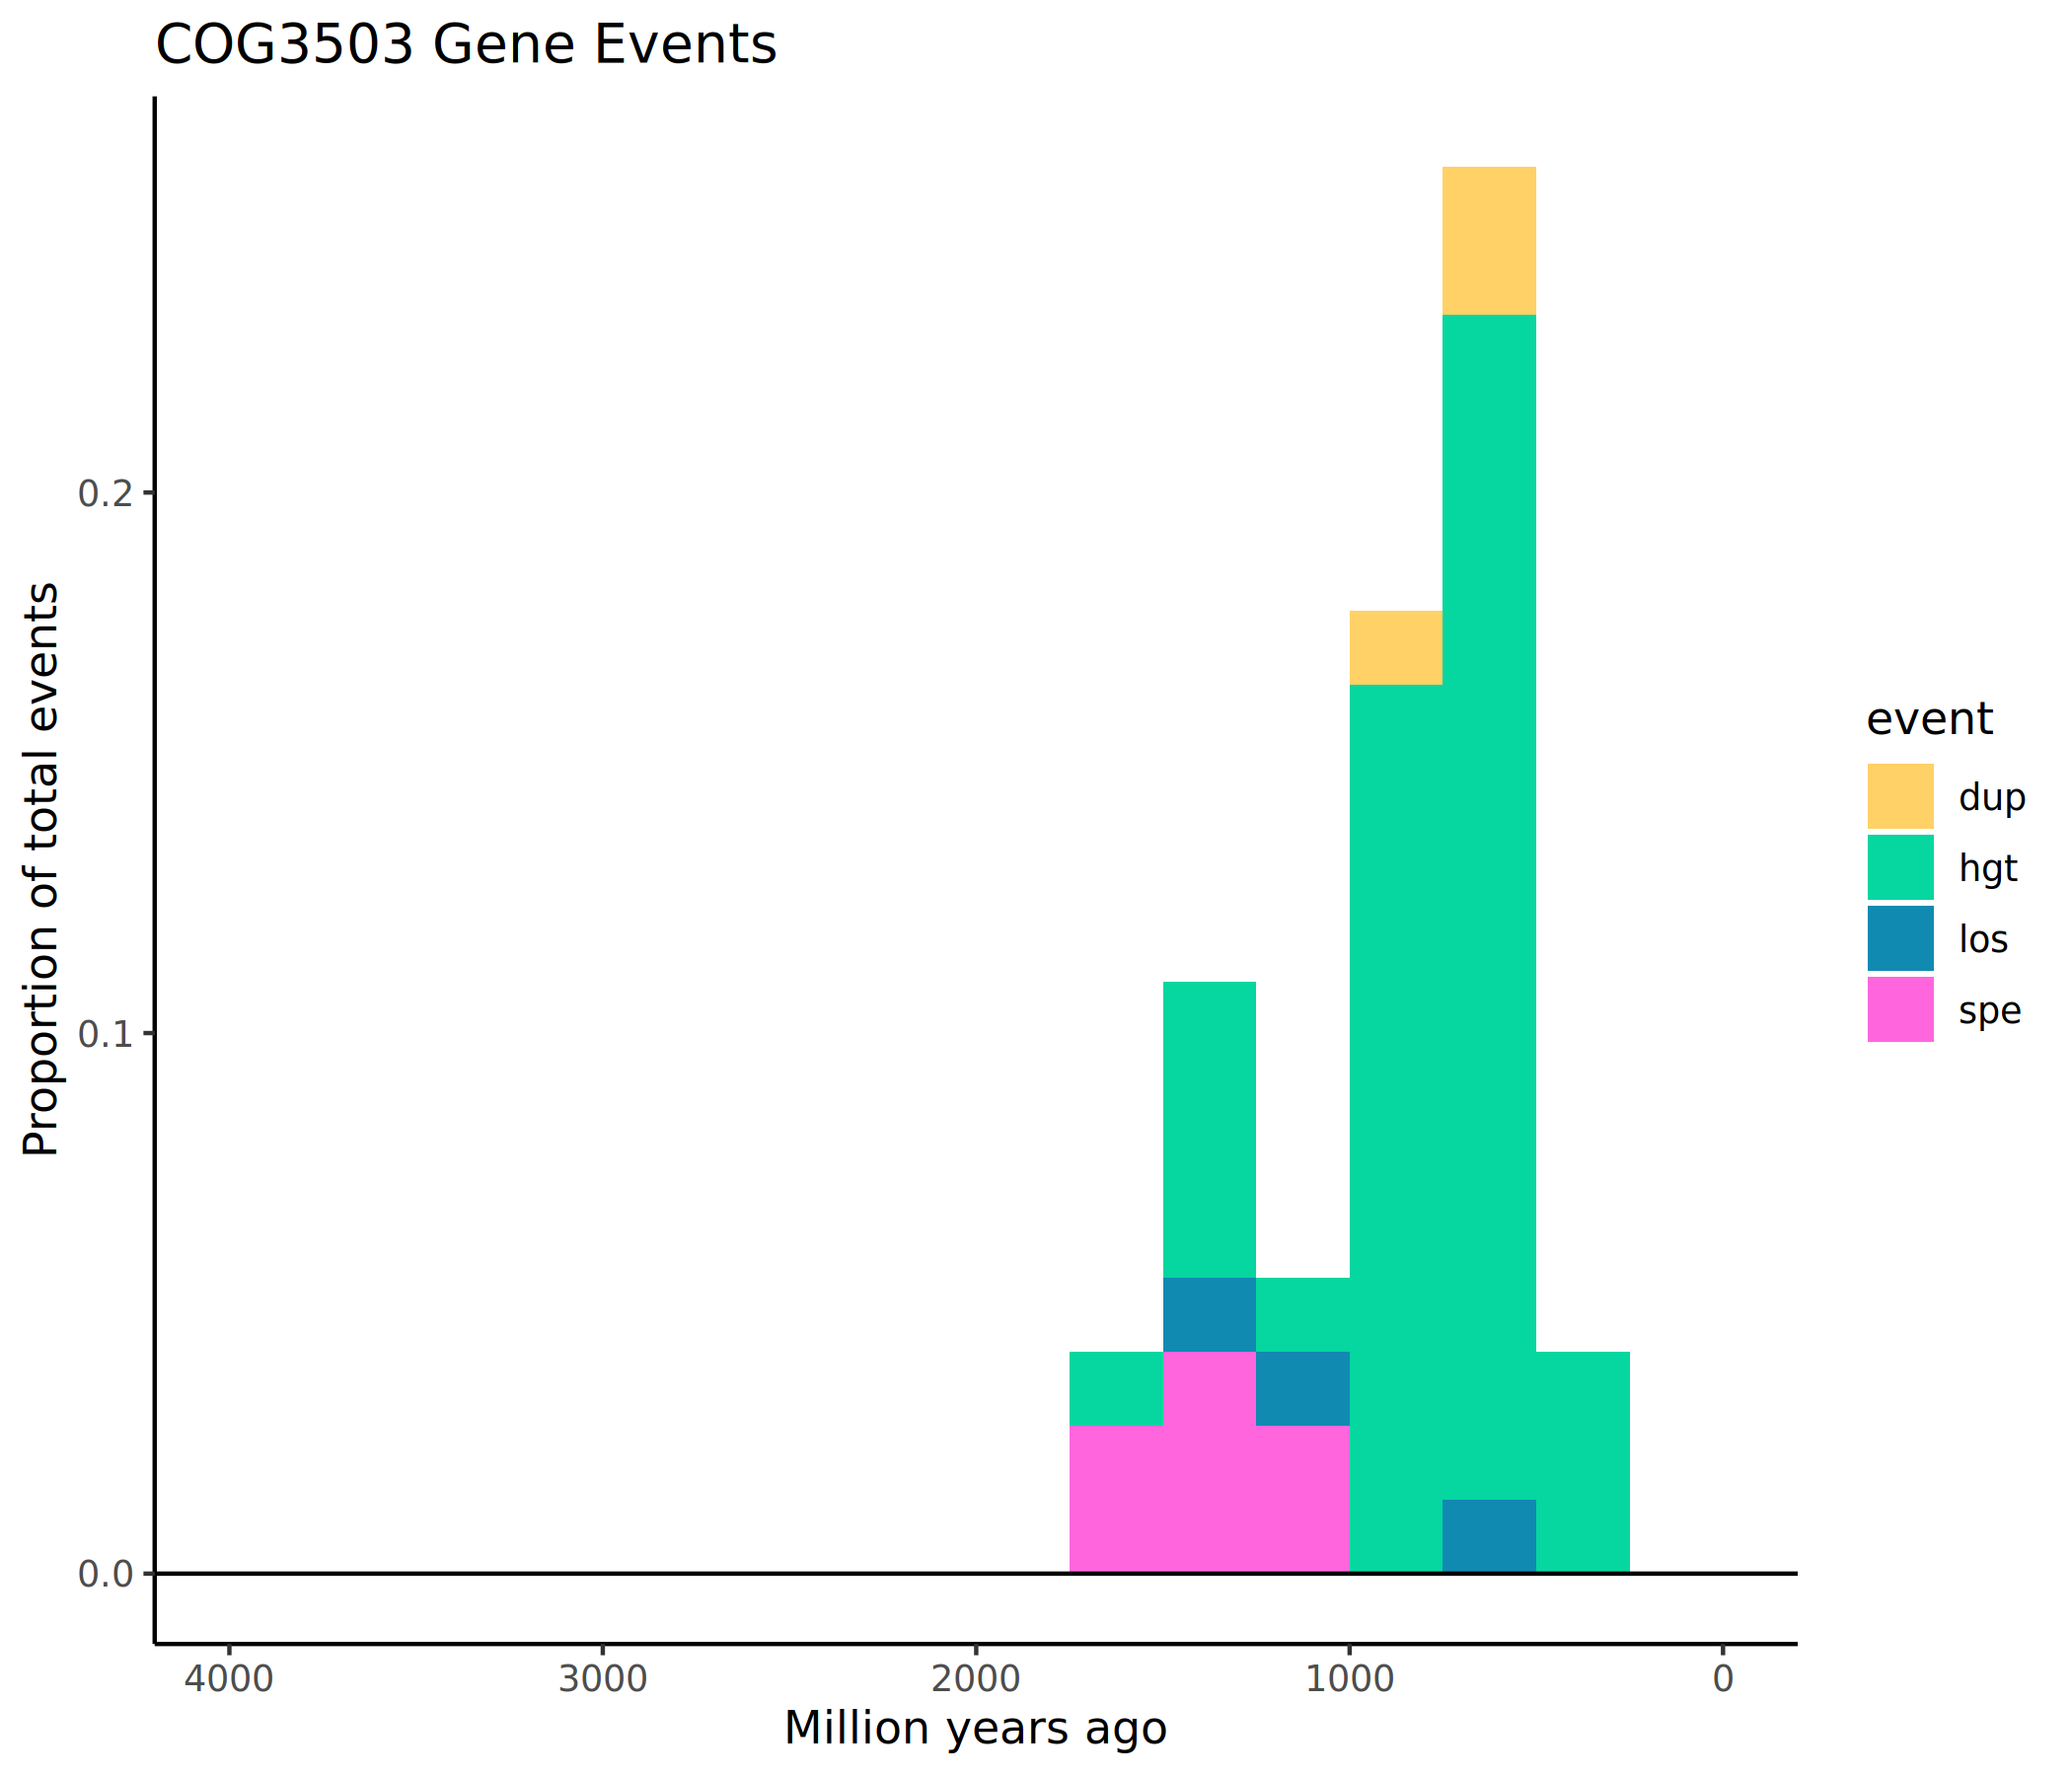 COG3503 Gene Events
Proportion of total events
0.2
0.1
0.0
4000 3000 2000 1000 0
Million years ago
event
dup
hgt
los
spe